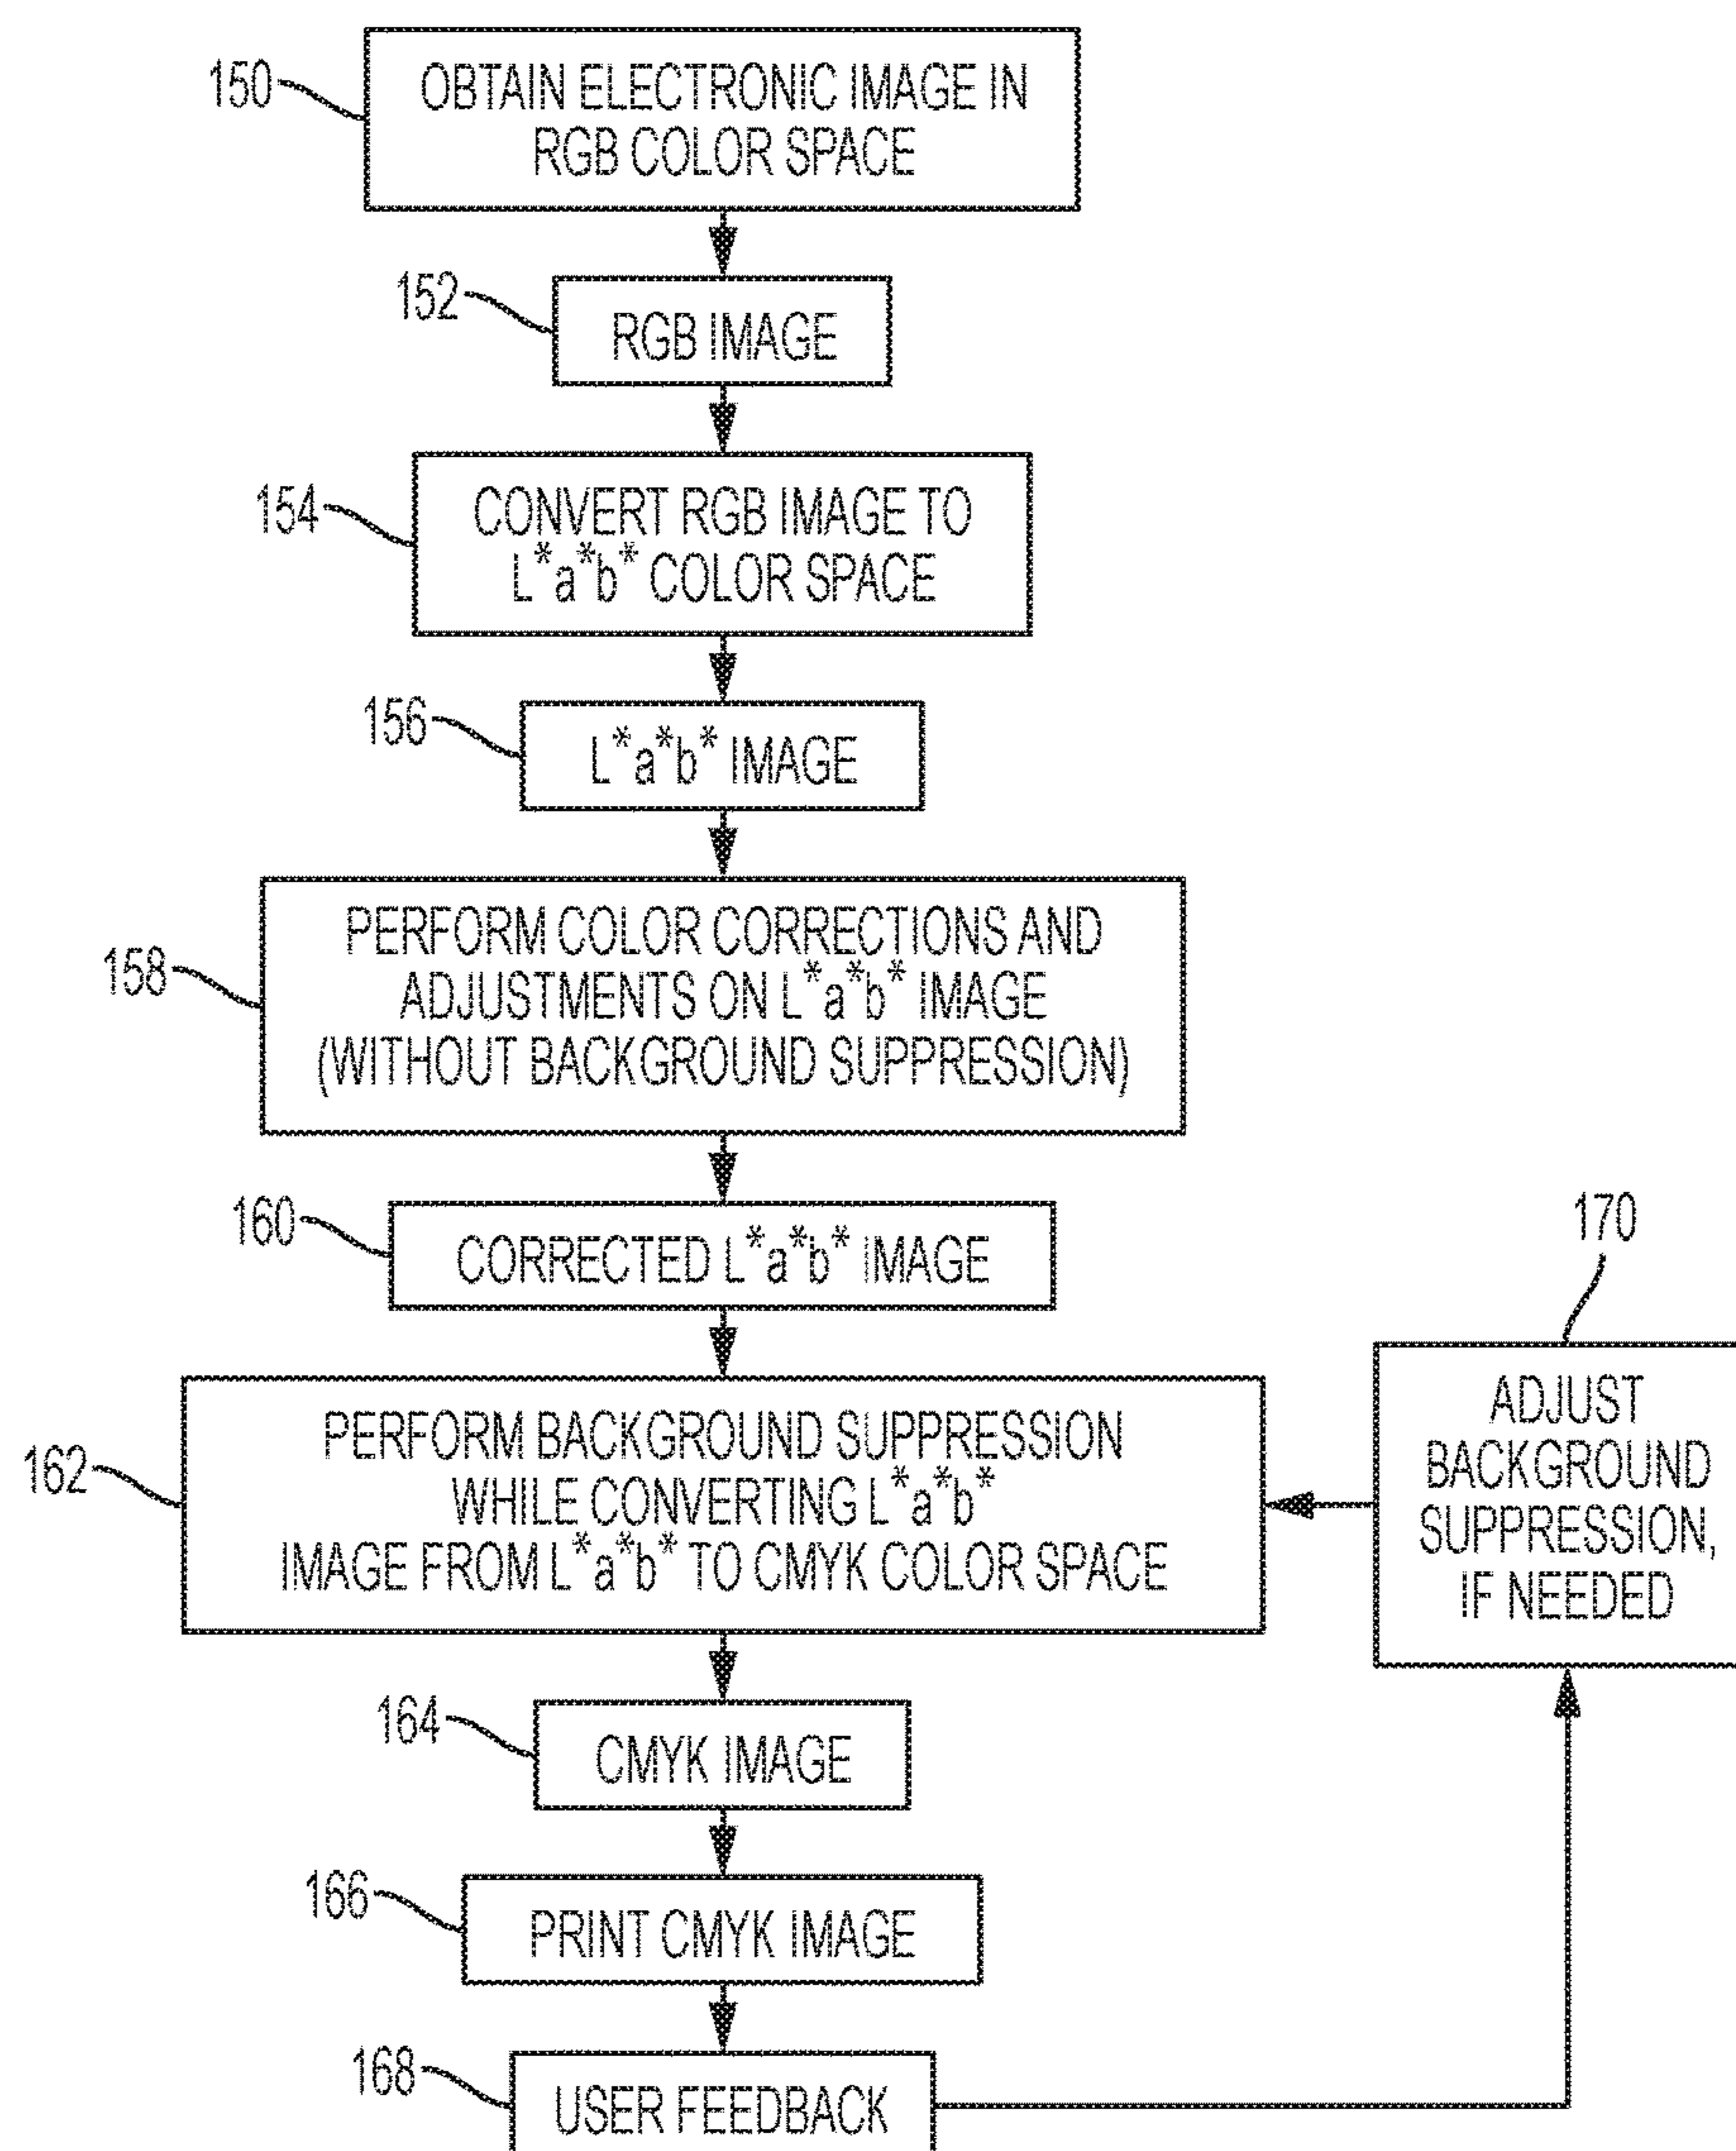 150
OBTAIN ELECTRONIC IMAGE IN
RGB COLOR SPACE
152
RGB IMAGE
154
CONVERT RGB IMAGE TO
L*a*b* COLOR SPACE
156
L*a*b* IMAGE
158
PERFORM COLOR CORRECTIONS AND
ADJUSTMENTS ON L*a*b* IMAGE
(WITHOUT BACKGROUND SUPPRESSION)
160
CORRECTED L*a*b* IMAGE
162
PERFORM BACKGROUND SUPPRESSION
WHILE CONVERTING L*a*b*
IMAGE FROM L*a*b* TO CMYK COLOR SPACE
170
ADJUST
BACKGROUND
SUPPRESSION,
IF NEEDED
164
CMYK IMAGE
166
PRINT CMYK IMAGE
168
USER FEEDBACK